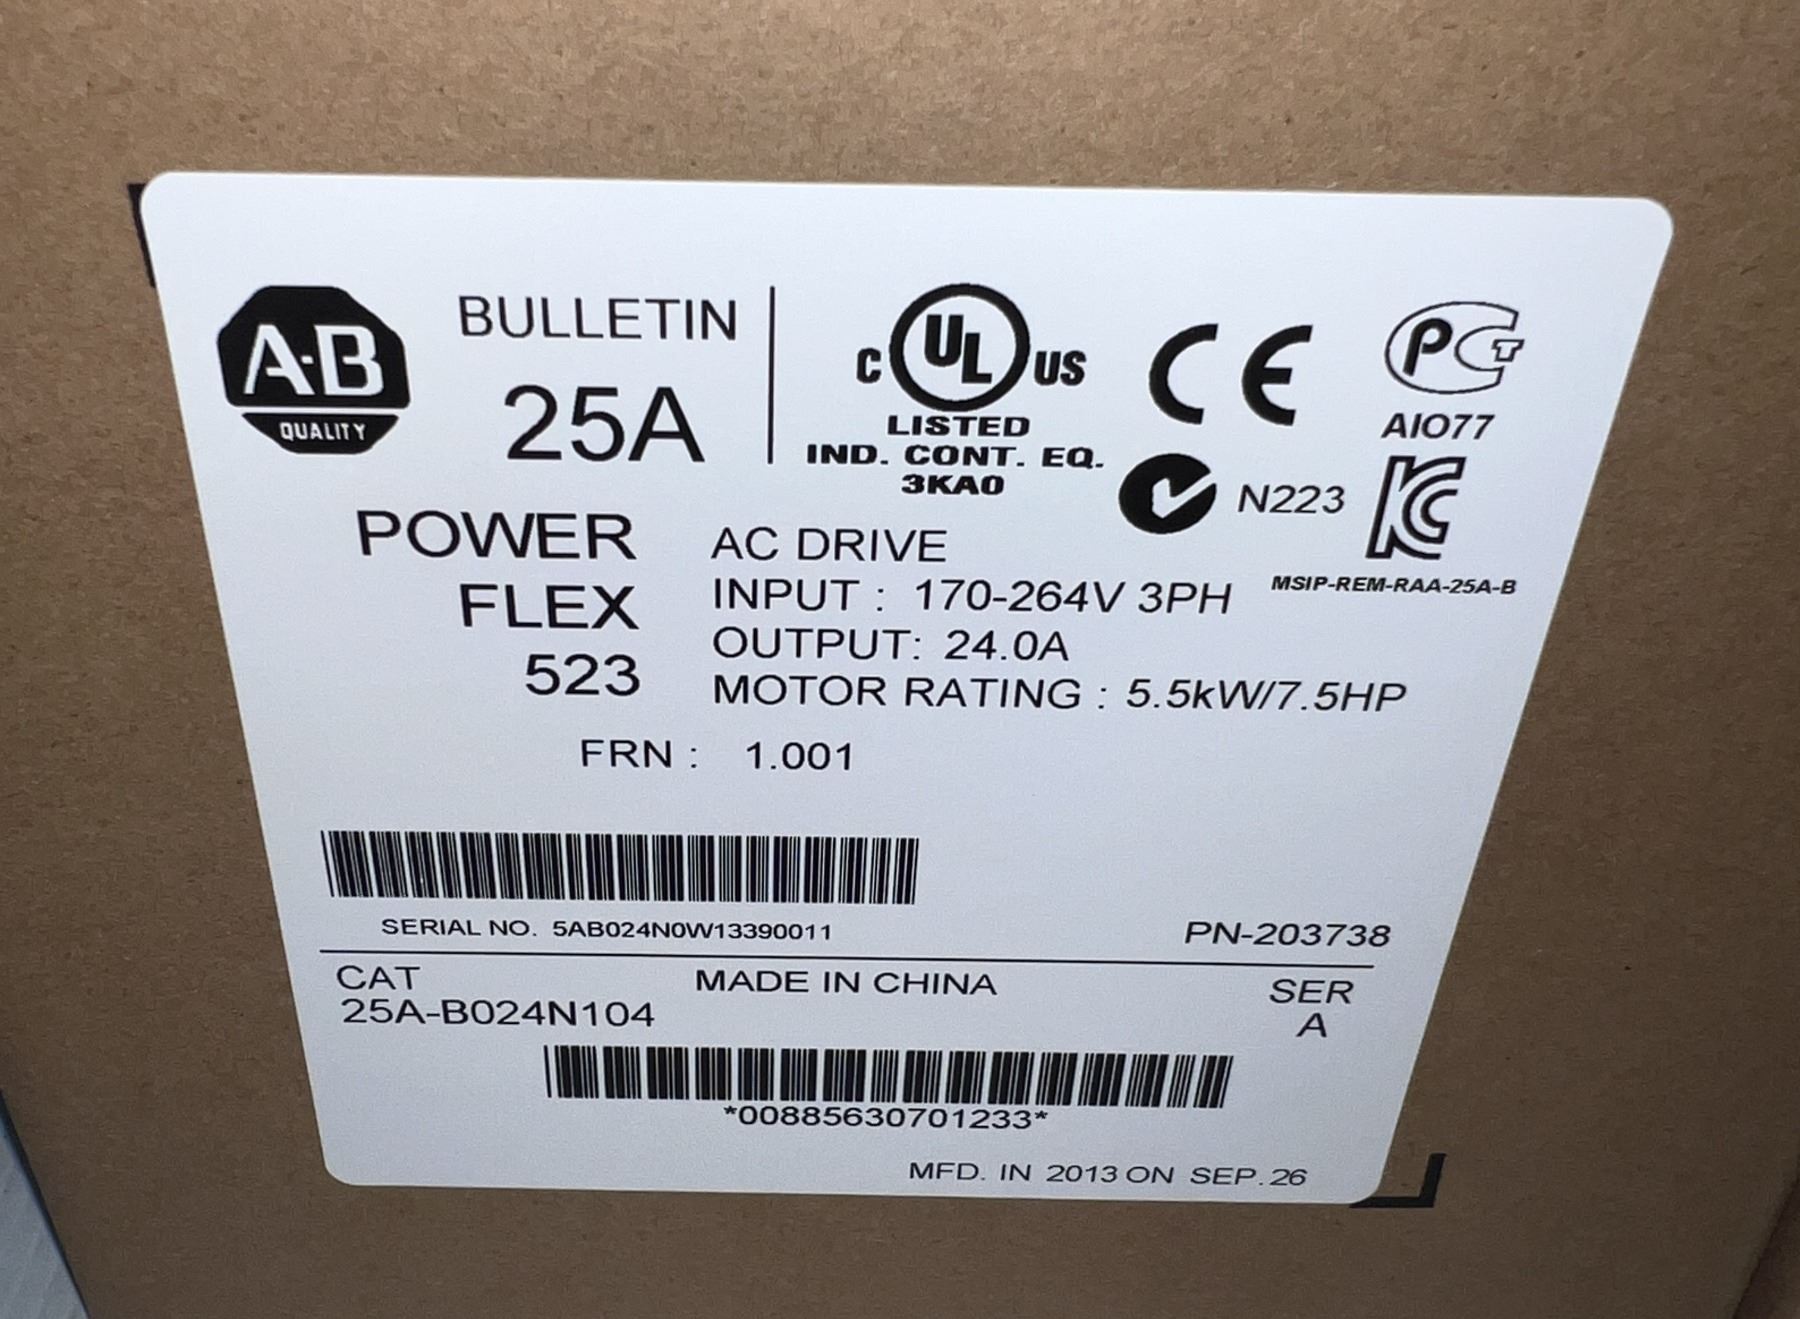 A-B
QUALITY
BULLETIN
25A
C UL US
LISTED
IND. CONT. EQ.
3KA0
CE
PCT
AIO77
N223
KC
MSIP-REM-RAA-25A-B
POWER
FLEX
523
AC DRIVE
INPUT : 170-264V 3PH
OUTPUT: 24.0A
MOTOR RATING : 5.5kW/7.5HP
FRN : 1.001
SERIAL NO. 5AB024N0W13390011
PN-203738
CAT
25A-B024N104
MADE IN CHINA
SER
A
*00885630701233*
MFD. IN 2013 ON SEP. 26